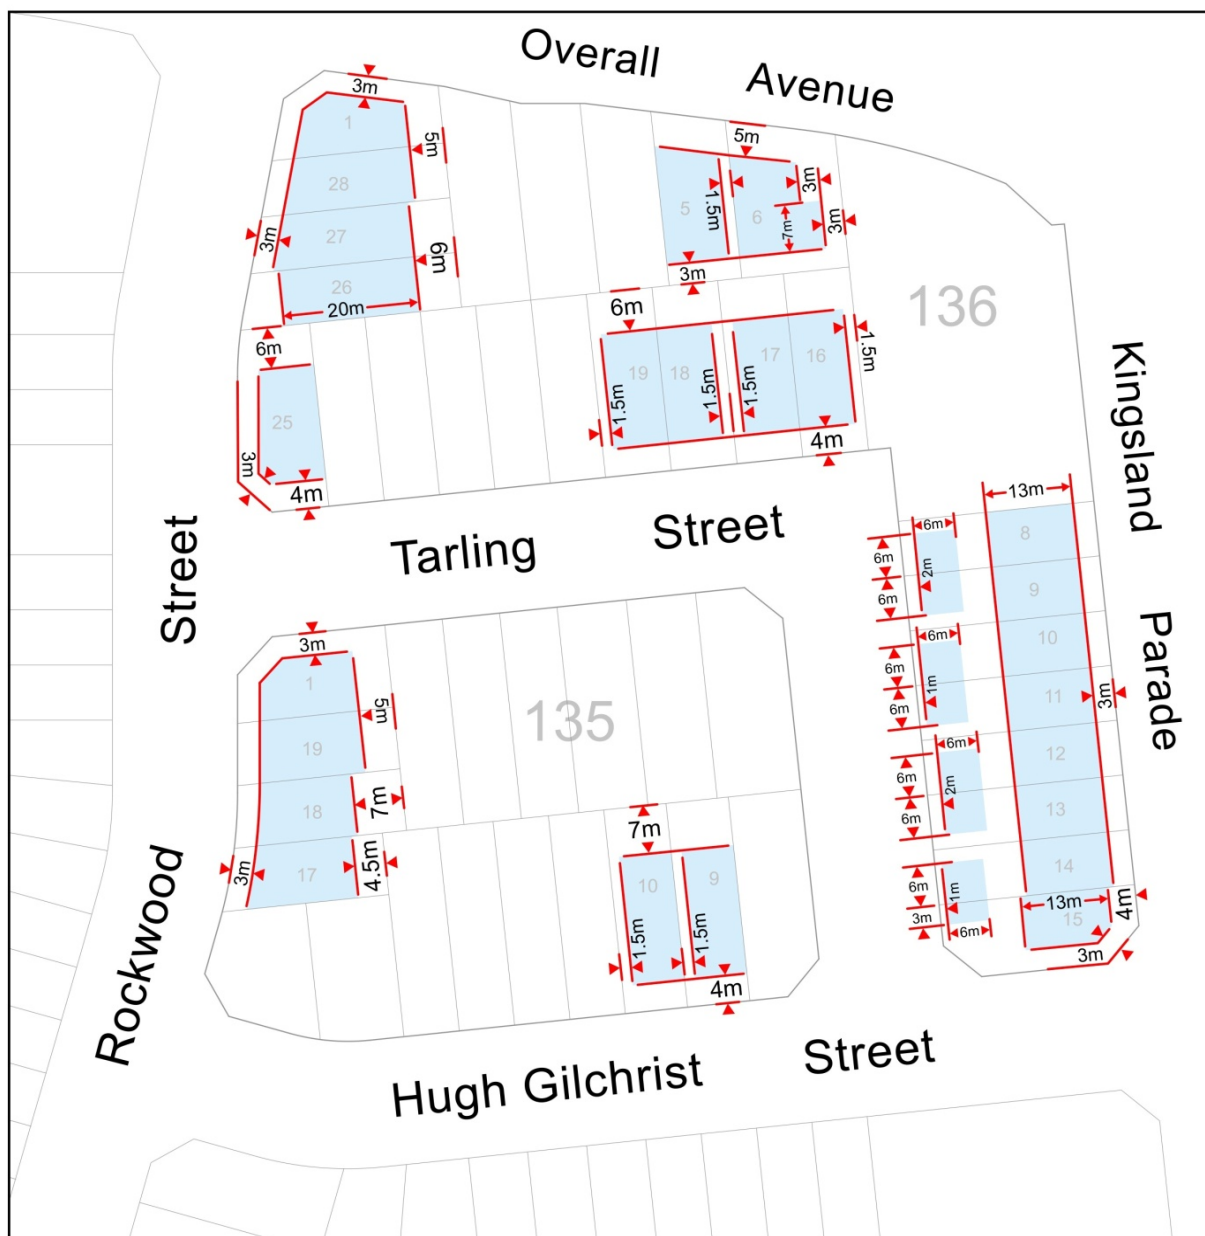 Overall Avenue
3m
1
5m
28
27
3m
6m
26
20m
5m
5
1.5m
6
3m
7m
3m
3m
136
6m
6m
19
18
17
16
1.5m
1.5m
1.5m
1.5m
4m
25
3m
4m
Kingsland Parade
Tarling Street
13m
8
9
10
11
12
13
14
15
3m
13m
4m
3m
6m
6m
2m
6m
6m
6m
1m
6m
6m
6m
2m
6m
6m
1m
3m
6m
Rockwood Street
3m
1
5m
19
18
7m
17
3m
4.5m
135
7m
10
9
1.5m
1.5m
4m
Hugh Gilchrist Street